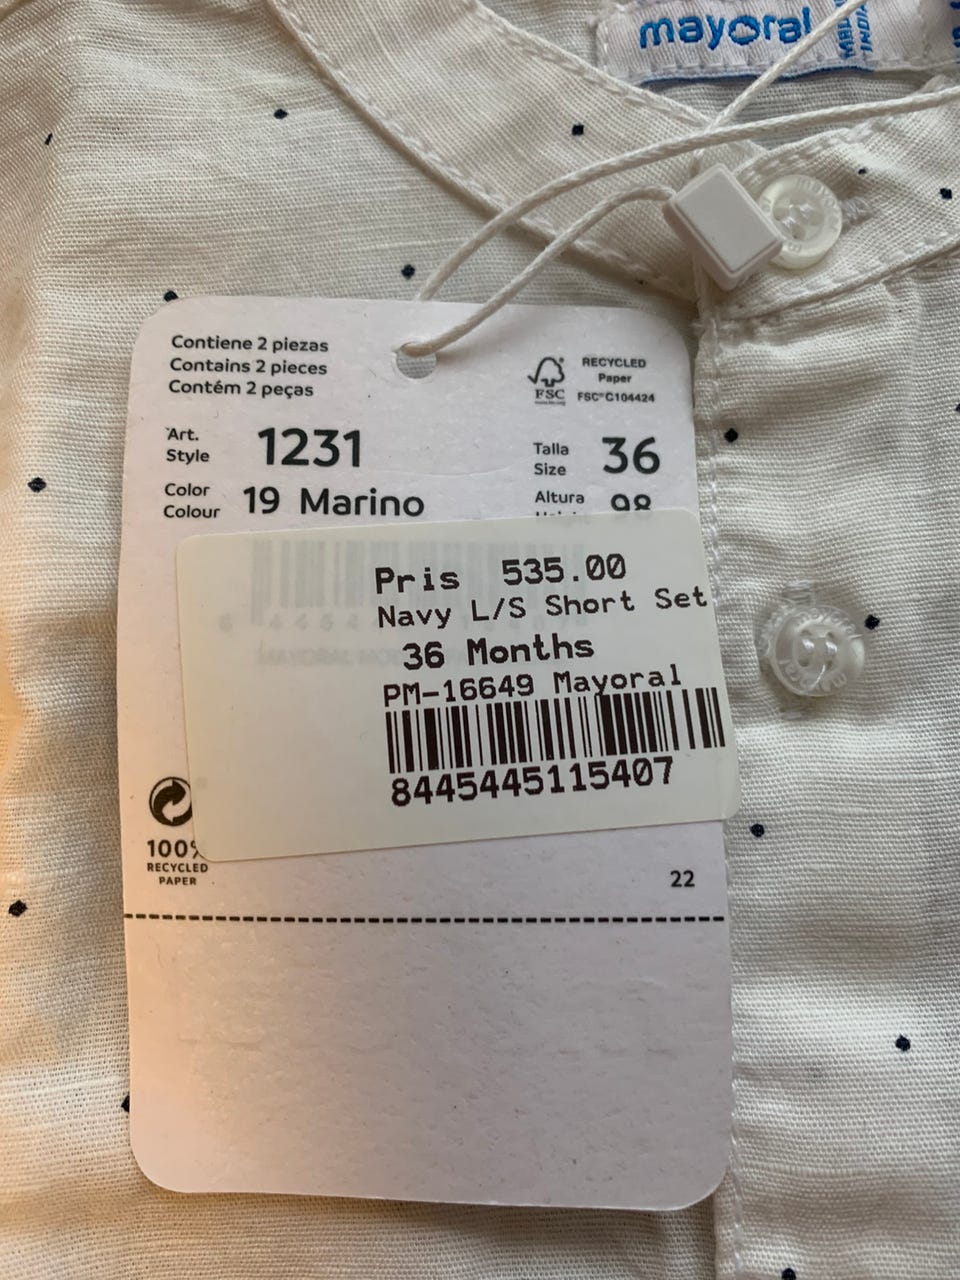 mayoral
Contiene 2 piezas
Contains 2 pieces
Contém 2 peças
FSC
RECYCLED
Paper
FSC® C104424
Art.
Style
1231
Talla
Size
36
Color
Colour
19 Marino
Altura
98
Pris 535.00
Navy L/S Short Set
36 Months
PM-16649 Mayoral
8445445115407
100%
RECYCLED
PAPER
22